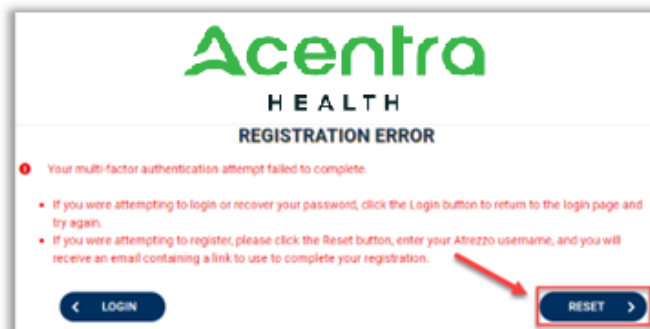 Acentra
HEALTH
REGISTRATION ERROR
Your multi-factor authentication attempt failed to complete.
If you were attempting to login or recover your password, click the Login button to return to the login page and
try again.
If you were attempting to register, please click the Reset button, enter your Atrezzo username, and you will
receive an email containing a link to use to complete your registration.
LOGIN
RESET